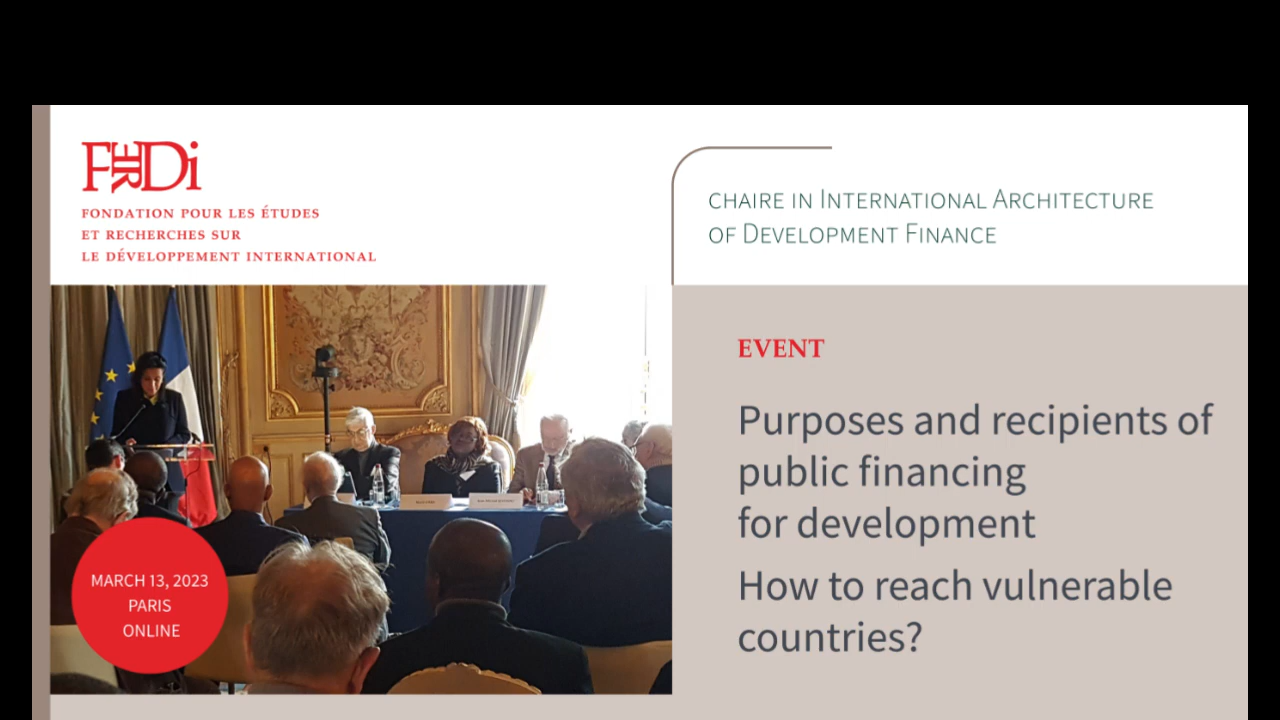 FERDi
FONDATION POUR LES ÉTUDES
ET RECHERCHES SUR
LE DÉVELOPPEMENT INTERNATIONAL
CHAIRE IN INTERNATIONAL ARCHITECTURE
OF DEVELOPMENT FINANCE
EVENT
Purposes and recipients of
public financing
for development
How to reach vulnerable
countries?
MARCH 13, 2023
PARIS
ONLINE